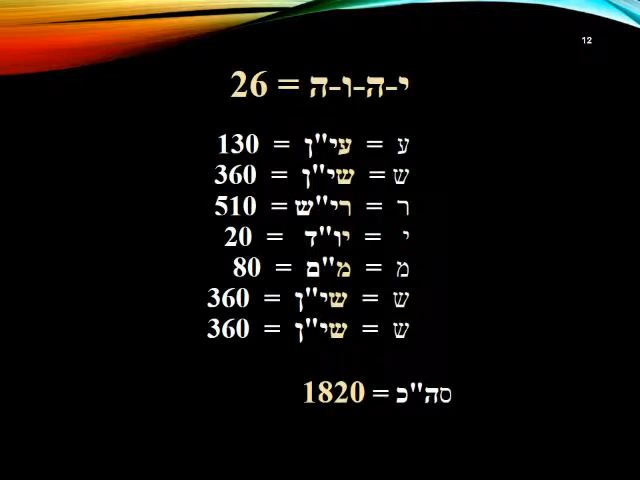 12
י-ה-ו-ה = 26
ע = עי"ן = 130
ש = שי"ן = 360
ר = רי"ש = 510
י = יו"ד = 20
מ = מ"ם = 80
ש = שי"ן = 360
ש = שי"ן = 360
סה"כ = 1820